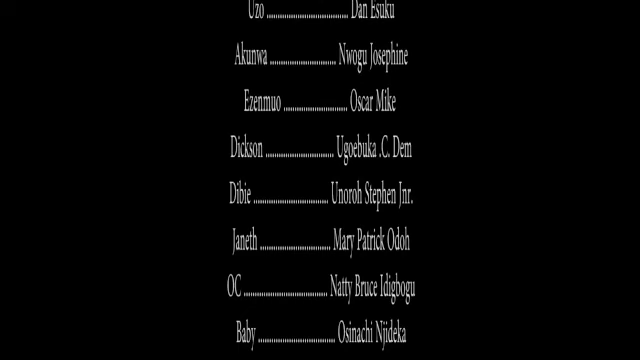 Uzo ................................ Dan Esuku
Akunwa .......................... Nwogu Josephine
Ezenmuo ......................... Oscar Mike
Dickson ........................... Ugoebuka .C. Dem
Dibie ............................. Unoroh Stephen Jnr.
Janeth ............................ Mary Patrick Odoh
OC ................................. Natty Bruce Idigbogu
Baby .............................. Osinachi Njideka